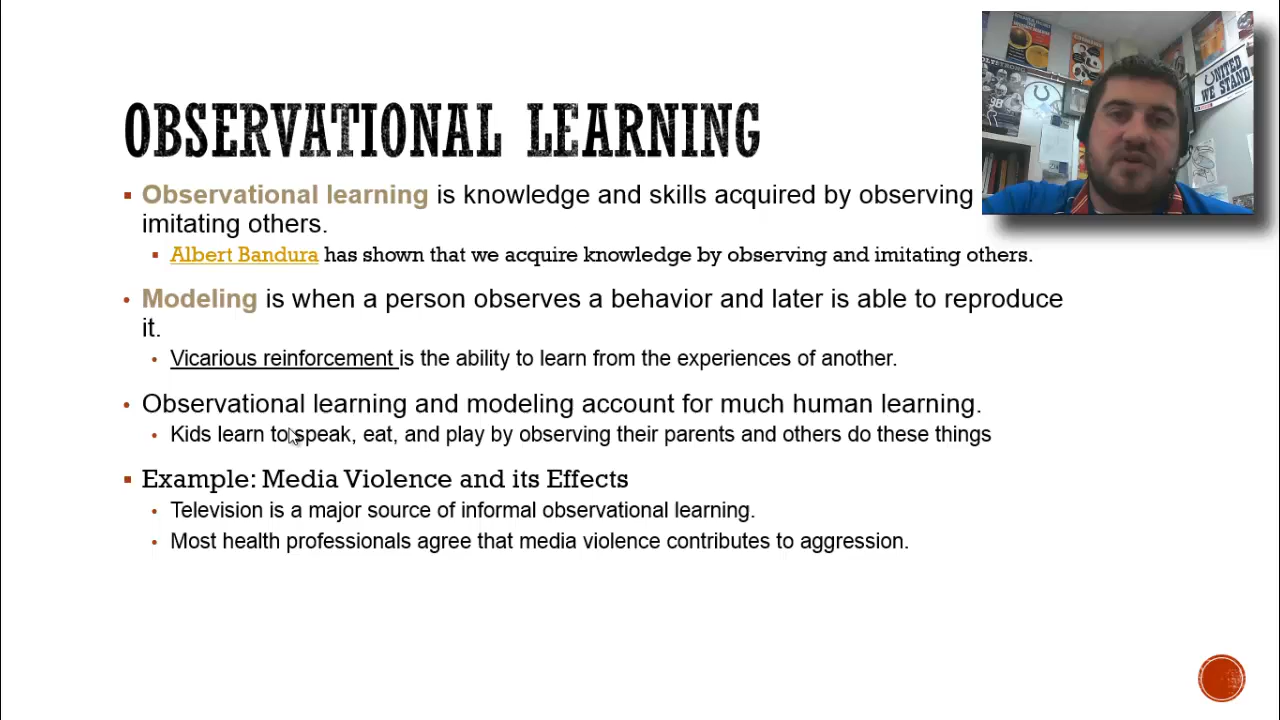 OBSERVATIONAL LEARNING
UNITED
WE STAND
Observational learning is knowledge and skills acquired by observing
imitating others.
Albert Bandura has shown that we acquire knowledge by observing and imitating others.
Modeling is when a person observes a behavior and later is able to reproduce
it.
Vicarious reinforcement is the ability to learn from the experiences of another.
Observational learning and modeling account for much human learning.
Kids learn to speak, eat, and play by observing their parents and others do these things
Example: Media Violence and its Effects
Television is a major source of informal observational learning.
Most health professionals agree that media violence contributes to aggression.